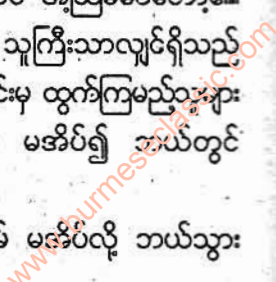 သူကြီးသာလျှင်ရှိသည်
းမှ ထွက်ကြမည့်သူများ
မအိပ်၍ ဘယ်တွင်
မအိပ်လို့ ဘယ်သွား
www.burmeseclassic.com